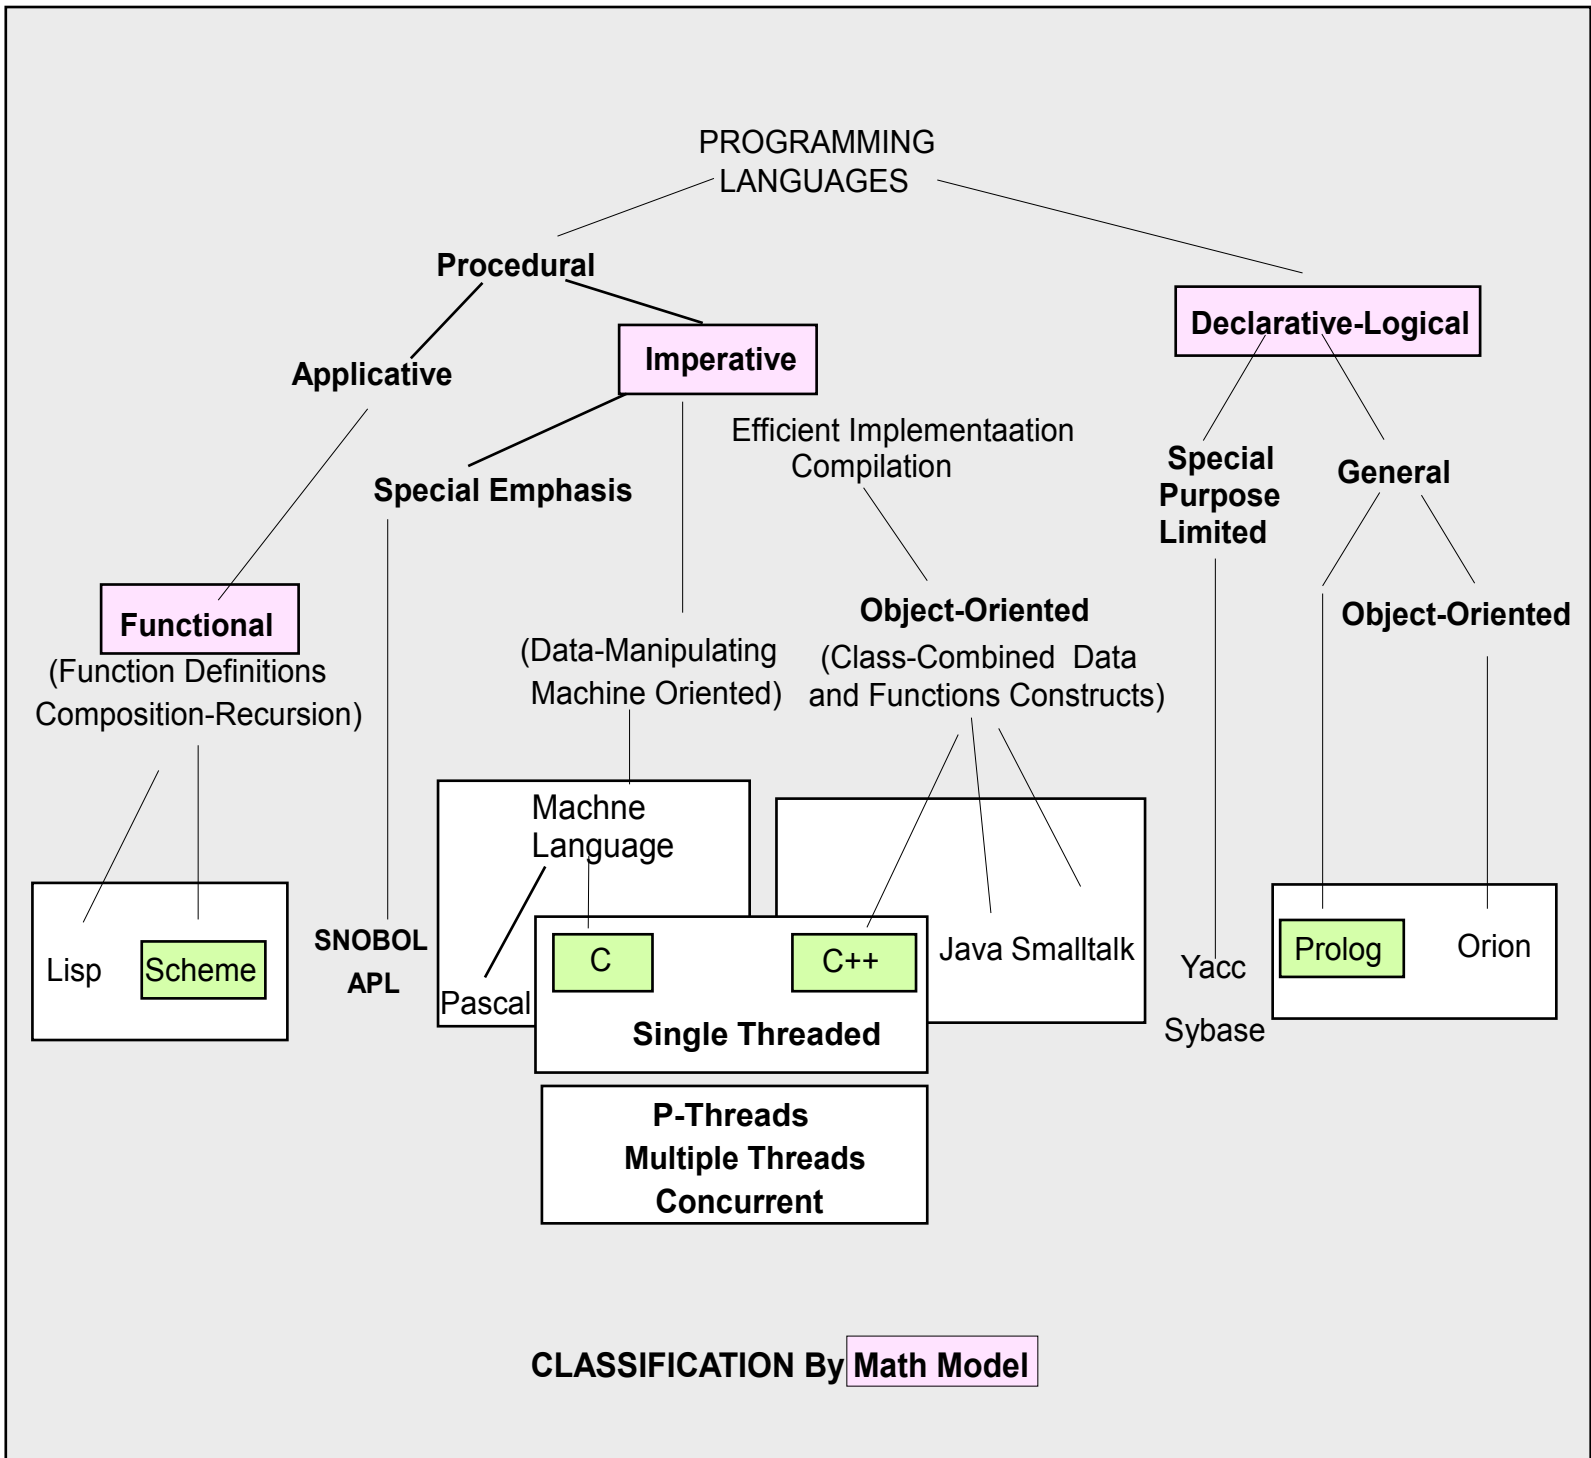 PROGRAMMING
LANGUAGES
Procedural
Declarative-Logical
Imperative
Applicative
Efficient Implementaation
Compilation
Special Emphasis
Special
Purpose
Limited
General
Functional
(Function Definitions
Composition-Recursion)
(Data-Manipulating
Machine Oriented)
Object-Oriented
(Class-Combined Data
and Functions Constructs)
Object-Oriented
Machne
Language
Lisp
Scheme
SNOBOL
APL
Pascal
C
C++
Java Smalltalk
Yacc
Sybase
Prolog
Orion
Single Threaded
P-Threads
Multiple Threads
Concurrent
CLASSIFICATION By Math Model